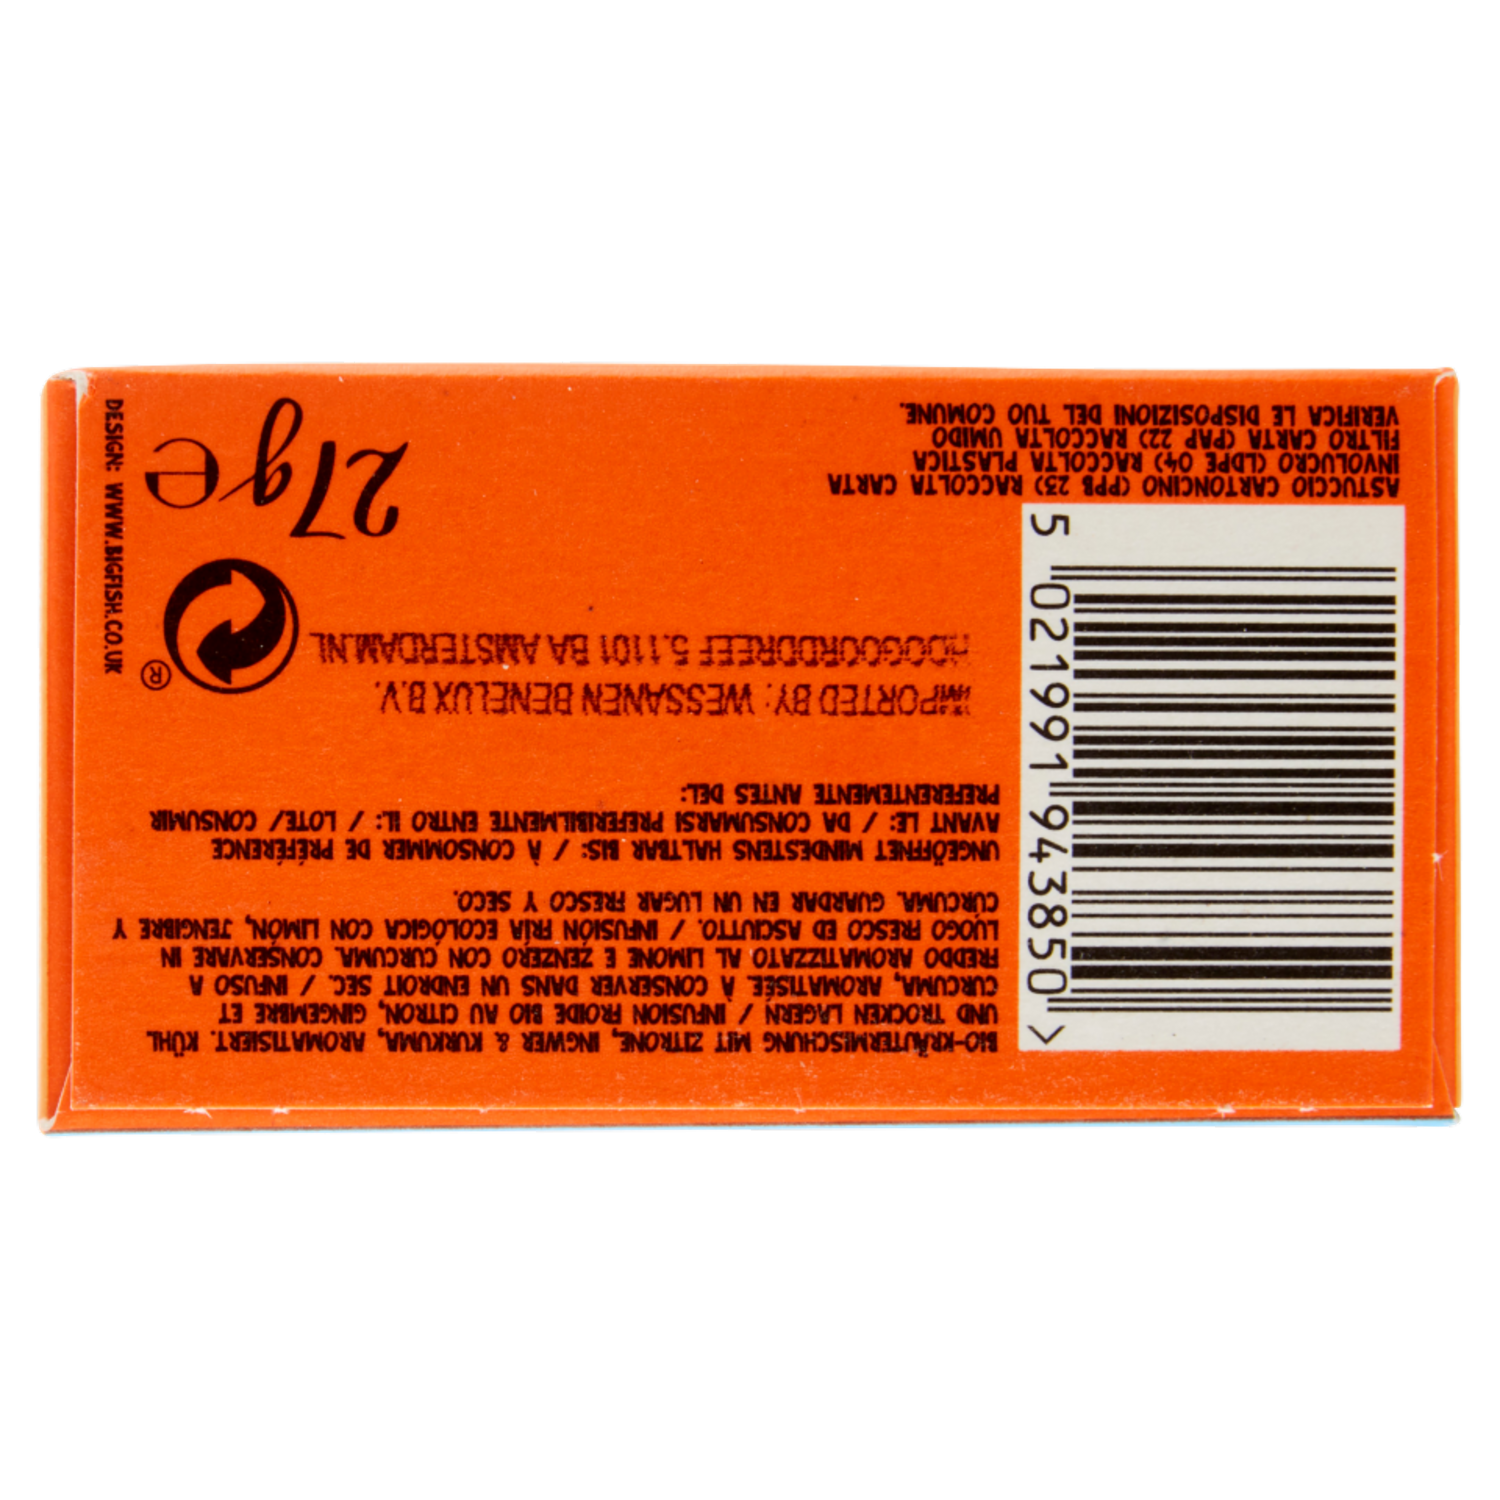 BIO-KRÄUTERMISCHUNG MIT ZITRONE, INGWER & KURKUMA, AROMATISIERT. KÜHL
UND TROCKEN LAGERN / INFUSION FROIDE BIO AU CITRON, GINGEMBRE ET
CURCUMA, AROMATISÉE. À CONSERVER DANS UN ENDROIT SEC. / INFUSO A
FREDDO AROMATIZZATO AL LIMONE E ZENZERO CON CURCUMA. CONSERVARE IN
LUOGO FRESCO ED ASCIUTTO. / INFUSIÓN FRÍA ECOLÓGICA CON LIMÓN, JENGIBRE Y
CÚRCUMA. GUARDAR EN UN LUGAR FRESCO Y SECO.
UNGEÖFFNET MINDESTENS HALTBAR BIS: / À CONSOMMER DE PRÉFÉRENCE
AVANT LE: / DA CONSUMARSI PREFERIBILMENTE ENTRO IL: / LOTE/ CONSUMIR
PREFERENTEMENTE ANTES DEL:
IMPORTED BY: WESSANEN BENELUX B.V.
HOOGOORDDREEF 5.1101 BA AMSTERDAM.NL
®
27g e
DESIGN: WWW.BIGFISH.CO.UK
5 021991 943850 >
ASTUCCIO CARTONCINO (PPB 23) RACCOLTA CARTA
INVOLUCRO (LDPE 04) RACCOLTA PLASTICA
FILTRO CARTA (PAP 22) RACCOLTA UMIDO
VERIFICA LE DISPOSIZIONI DEL TUO COMUNE.